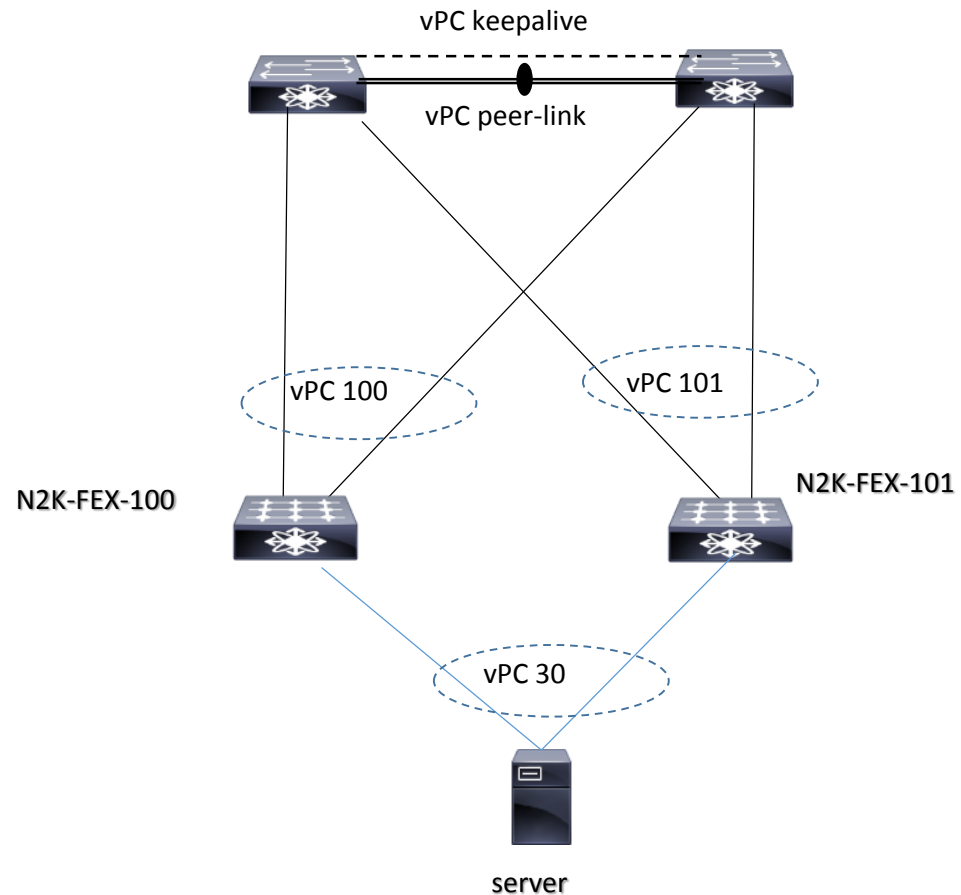 vPC keepalive
vPC peer-link
vPC 100
vPC 101
N2K-FEX-100
N2K-FEX-101
vPC 30
server